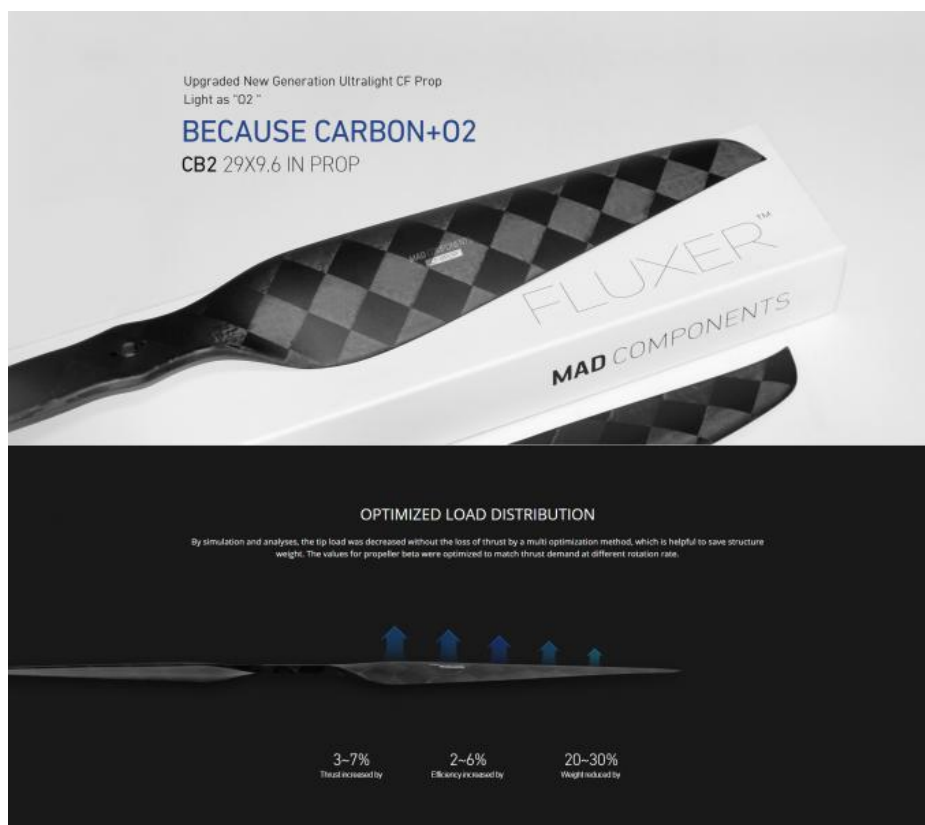 Upgraded New Generation Ultralight CF Prop
Light as "O2 "
BECAUSE CARBON+O2
CB2 29X9.6 IN PROP
FLUXER™
MAD COMPONENTS
OPTIMIZED LOAD DISTRIBUTION
By simulation and analyses, the tip load was decreased without the loss of thrust by a multi optimization method, which is helpful to save structure
weight. The values for propeller beta were optimized to match thrust demand at different rotation rate.
3~7%
Thrust increased by
2~6%
Efficiency increased by
20~30%
Weight reduced by